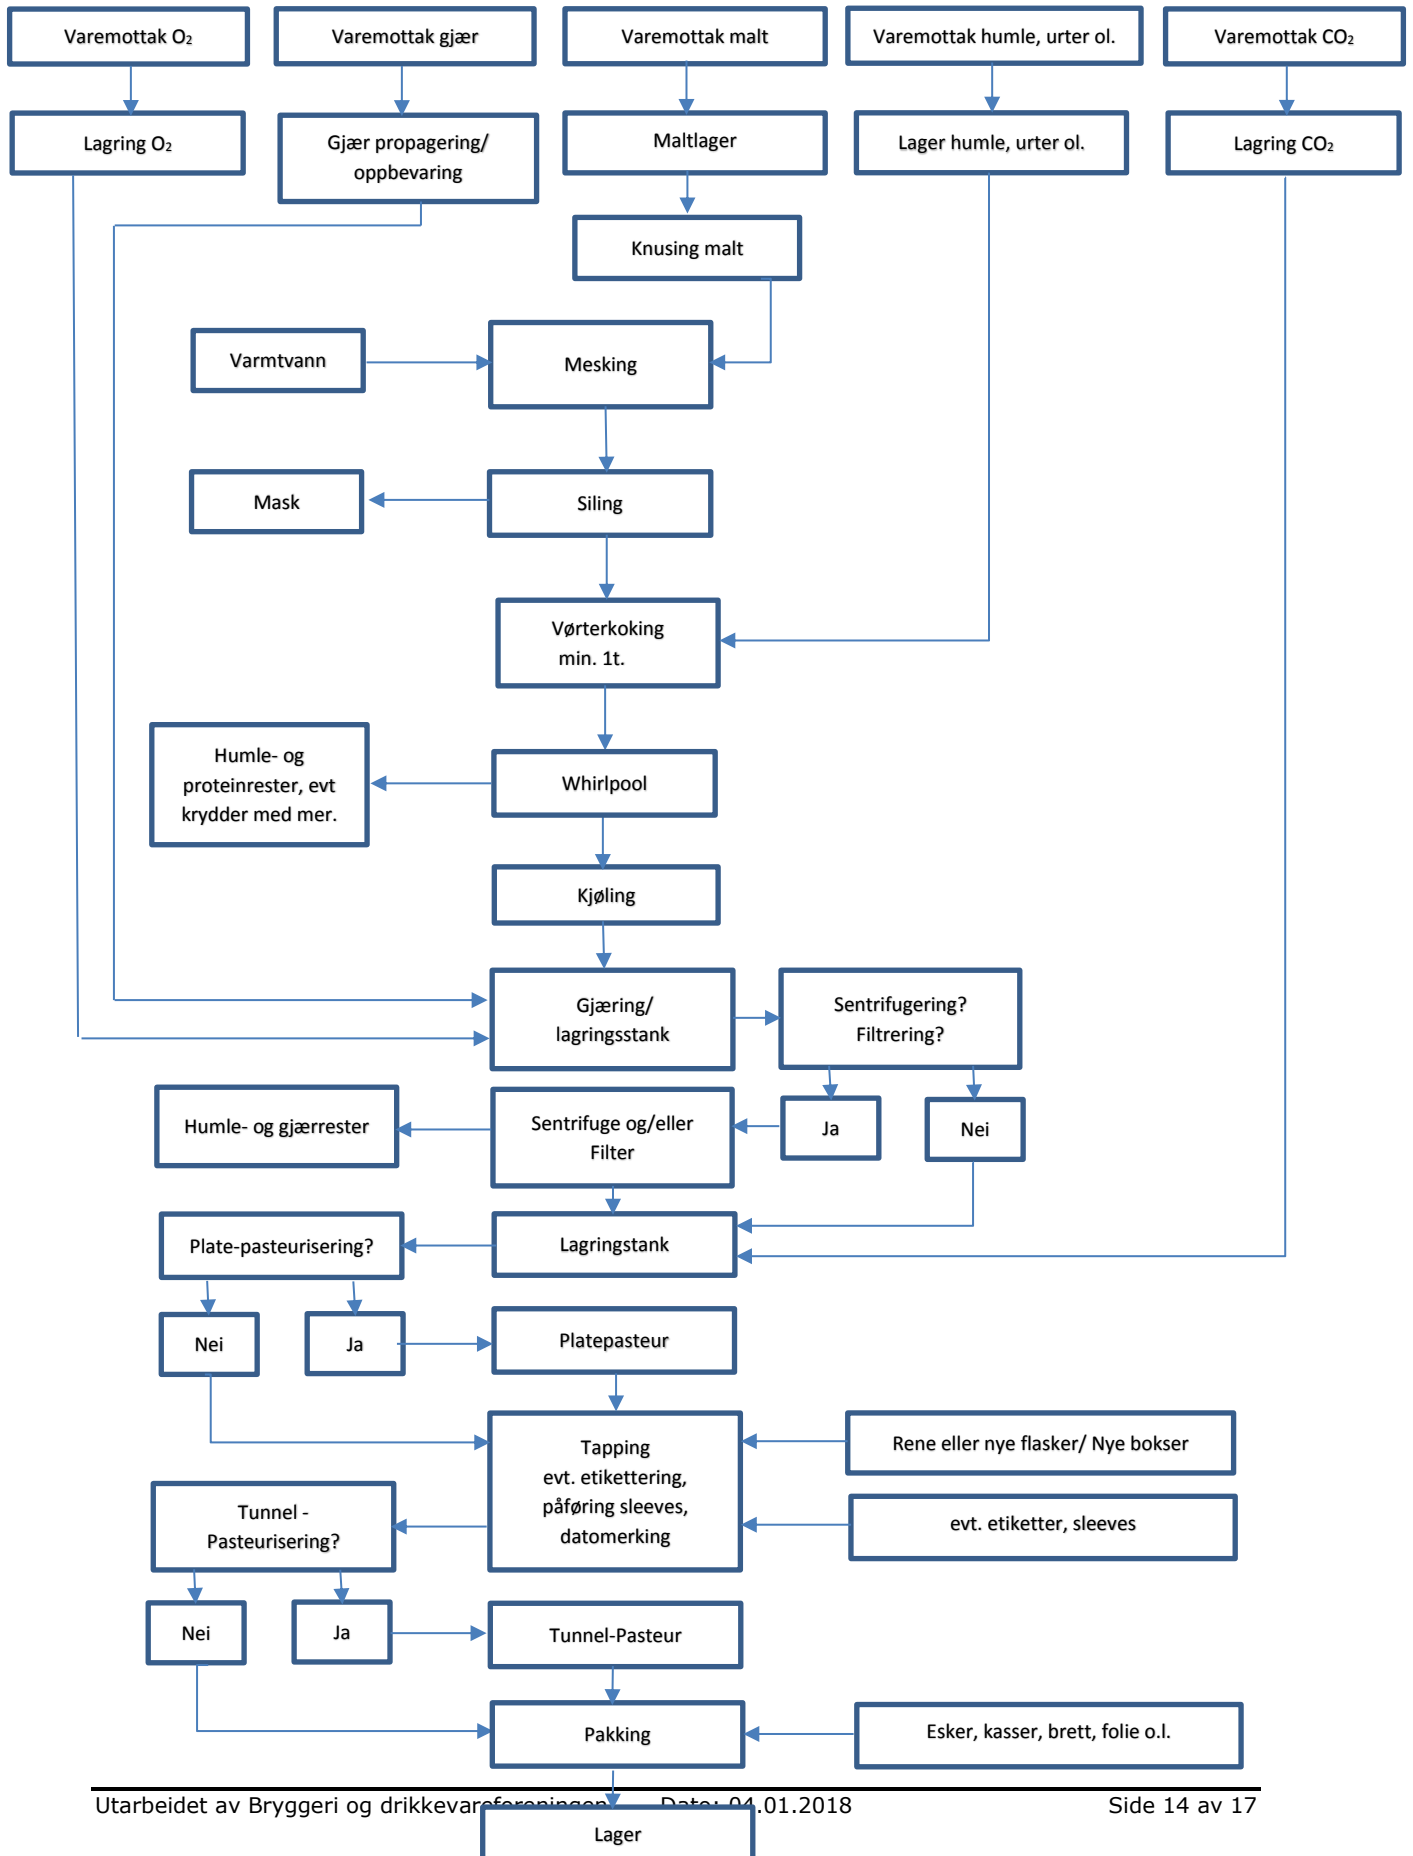 Varemottak O₂
Varemottak gjær
Varemottak malt
Varemottak humle, urter ol.
Varemottak CO₂
Lagring O₂
Gjær propagering/
oppbevaring
Maltlager
Lager humle, urter ol.
Lagring CO₂
Knusing malt
Varmtvann
Mesking
Mask
Siling
Vørterkoking
min. 1t.
Humle- og
proteinrester, evt
krydder med mer.
Whirlpool
Kjøling
Gjæring/
lagringsstank
Sentrifugering?
Filtrering?
Humle- og gjærrester
Sentrifuge og/eller
Filter
Ja
Nei
Plate-pasteurisering?
Lagringstank
Nei
Ja
Platepasteur
Tapping
evt. etikettering,
påføring sleeves,
datomerking
Rene eller nye flasker/ Nye bokser
evt. etiketter, sleeves
Tunnel -
Pasteurisering?
Nei
Ja
Tunnel-Pasteur
Pakking
Esker, kasser, brett, folie o.l.
Utarbeidet av Bryggeri og drikkevareforeningen Dato: 04.01.2018 Side 14 av 17
Lager